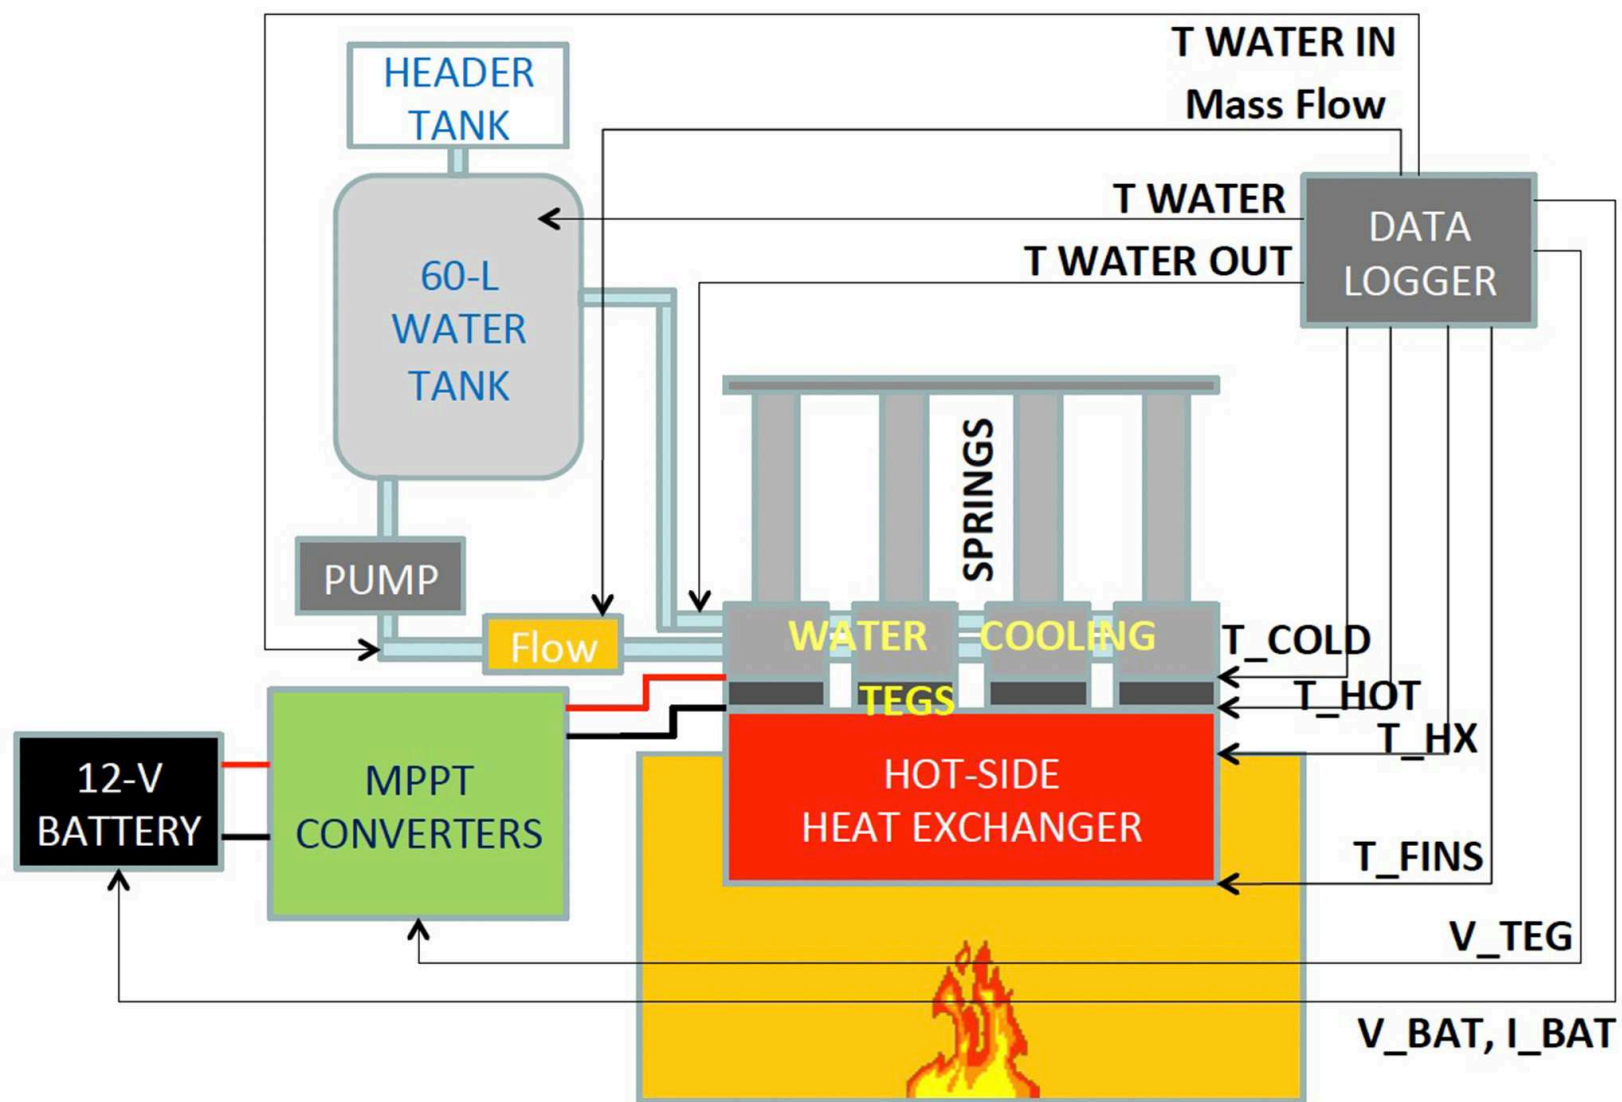 T WATER IN
HEADER
TANK
Mass Flow
T WATER
DATA
LOGGER
T WATER OUT
60-L
WATER
TANK
SPRINGS
PUMP
Flow
WATER COOLING
T_COLD
TEGS
T_HOT
T_HX
12-V
BATTERY
MPPT
CONVERTERS
HOT-SIDE
HEAT EXCHANGER
T_FINS
V_TEG
V_BAT, I_BAT